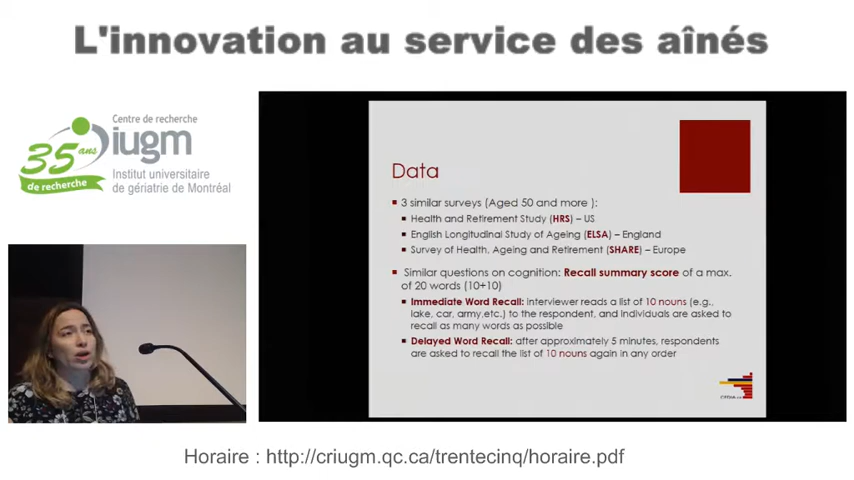 L'innovation au service des aînés
Centre de recherche
35 ans
de recherche
iugm
Institut universitaire
de gériatrie de Montréal
Data
3 similar surveys (Aged 50 and more ):
Health and Retirement Study (HRS) – US
English Longitudinal Study of Ageing (ELSA) – England
Survey of Health, Ageing and Retirement (SHARE) – Europe
Similar questions on cognition: Recall summary score of a max.
of 20 words (10+10)
Immediate Word Recall: interviewer reads a list of 10 nouns (e.g.,
lake, car, army,etc.) to the respondent, and individuals are asked to
recall as many words as possible
Delayed Word Recall: after approximately 5 minutes, respondents
are asked to recall the list of 10 nouns again in any order
Horaire : http://criugm.qc.ca/trentecinq/horaire.pdf